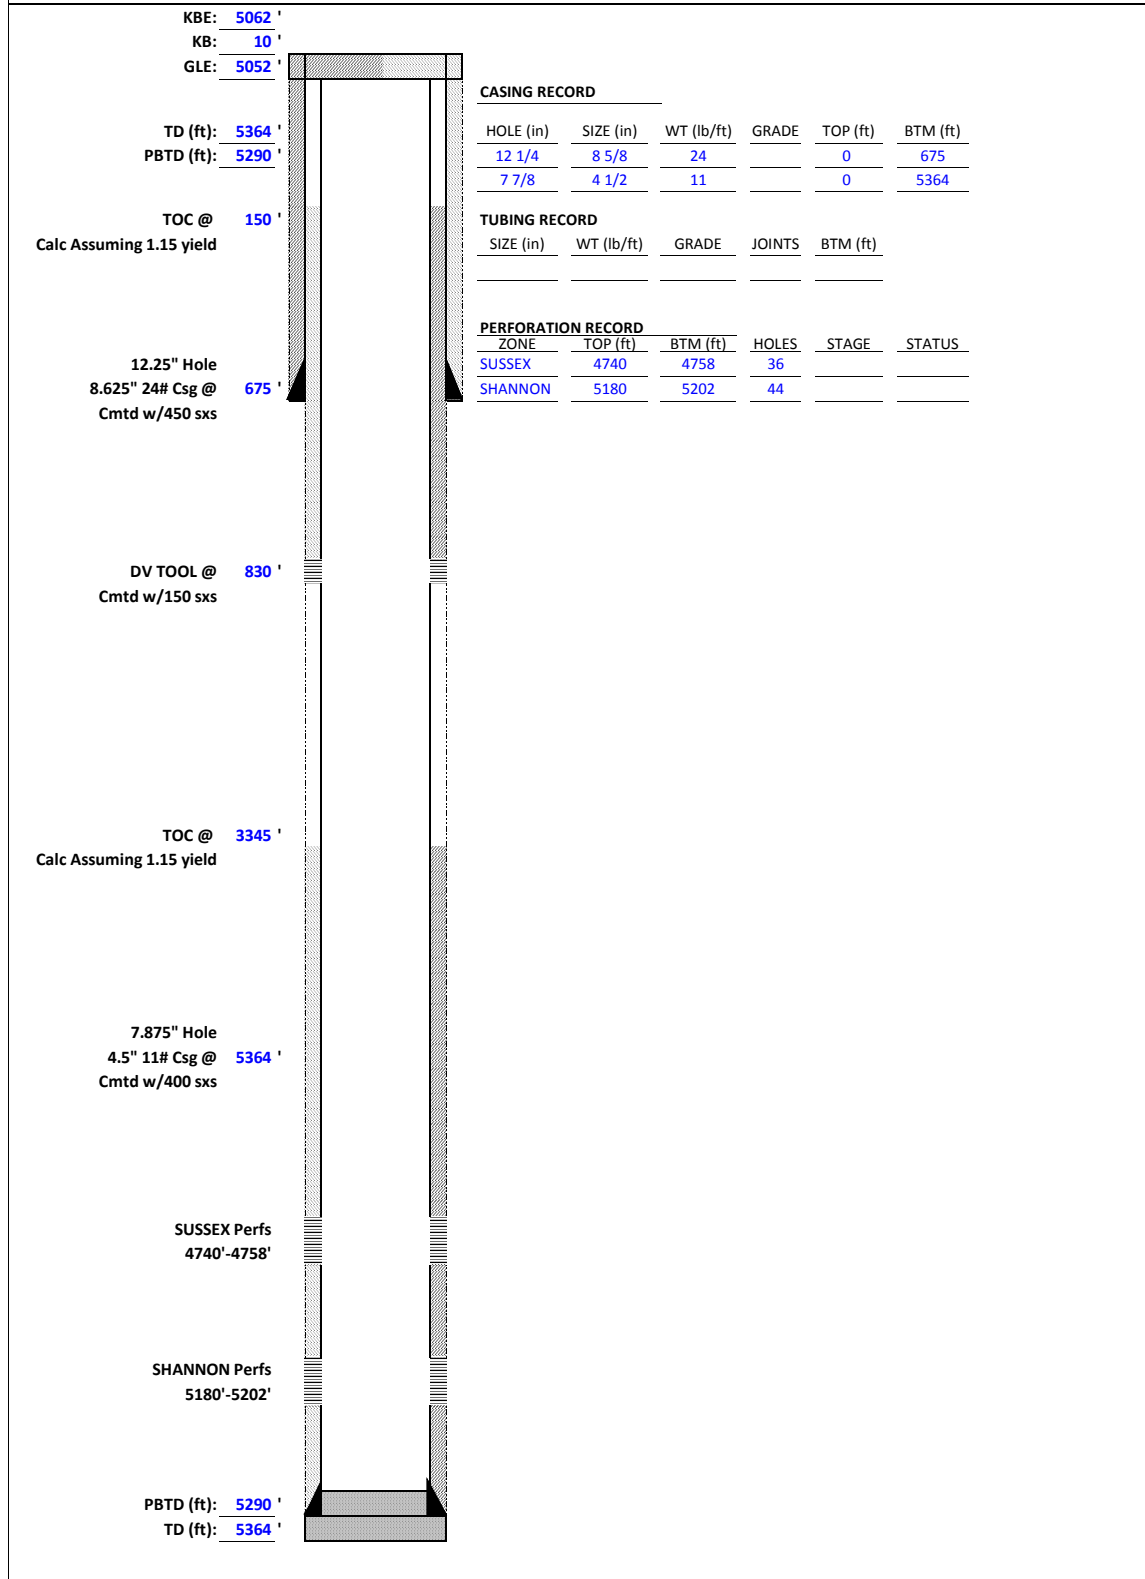 KBE: 5062 '
KB: 10 '
GLE: 5052 '
CASING RECORD
TD (ft): 5364 '
HOLE (in) SIZE (in) WT (lb/ft) GRADE TOP (ft) BTM (ft)
PBTD (ft): 5290 '
12 1/4 8 5/8 24 0 675
7 7/8 4 1/2 11 0 5364
TOC @ 150 '
TUBING RECORD
Calc Assuming 1.15 yield
SIZE (in) WT (lb/ft) GRADE JOINTS BTM (ft)
PERFORATION RECORD
ZONE TOP (ft) BTM (ft) HOLES STAGE STATUS
12.25" Hole
SUSSEX 4740 4758 36
8.625" 24# Csg @ 675 '
SHANNON 5180 5202 44
Cmtd w/450 sxs
DV TOOL @ 830 '
Cmtd w/150 sxs
TOC @ 3345 '
Calc Assuming 1.15 yield
7.875" Hole
4.5" 11# Csg @ 5364 '
Cmtd w/400 sxs
SUSSEX Perfs
4740'-4758'
SHANNON Perfs
5180'-5202'
PBTD (ft): 5290 '
TD (ft): 5364 '